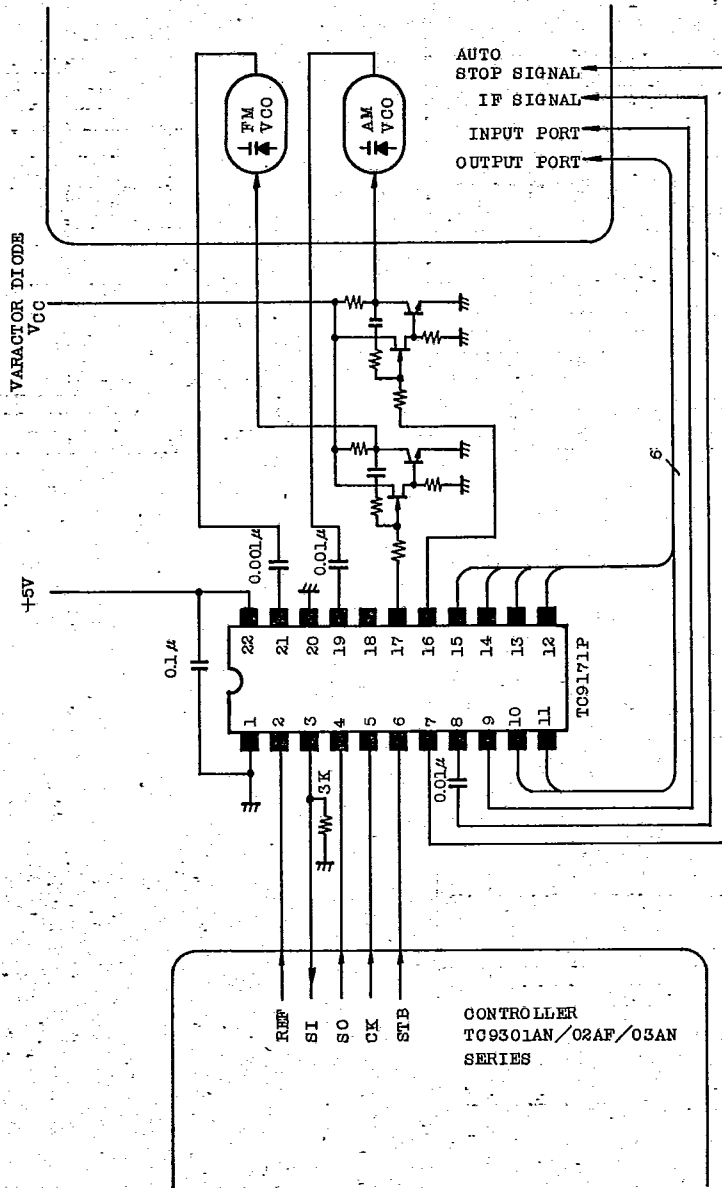 AUTO
STOP SIGNAL
IF SIGNAL
INPUT PORT
OUTPUT PORT
FM
VCO
AM
VCO
VARACTOR DIODE
VCC
+5V
0.1μ
0.001μ
0.01μ
6
22
21
20
19
18
17
16
15
14
13
12
1
2
3
4
5
6
7
8
9
10
11
TC9171P
3K
0.01μ
REF
SI
SO
CK
STB
CONTROLLER
TC9301AN/02AF/03AN
SERIES